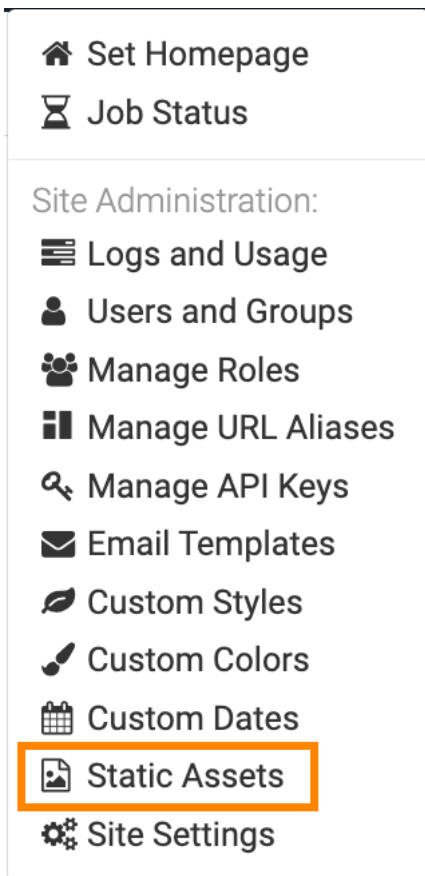 Set Homepage
Job Status
Site Administration:
Logs and Usage
Users and Groups
Manage Roles
Manage URL Aliases
Manage API Keys
Email Templates
Custom Styles
Custom Colors
Custom Dates
Static Assets
Site Settings